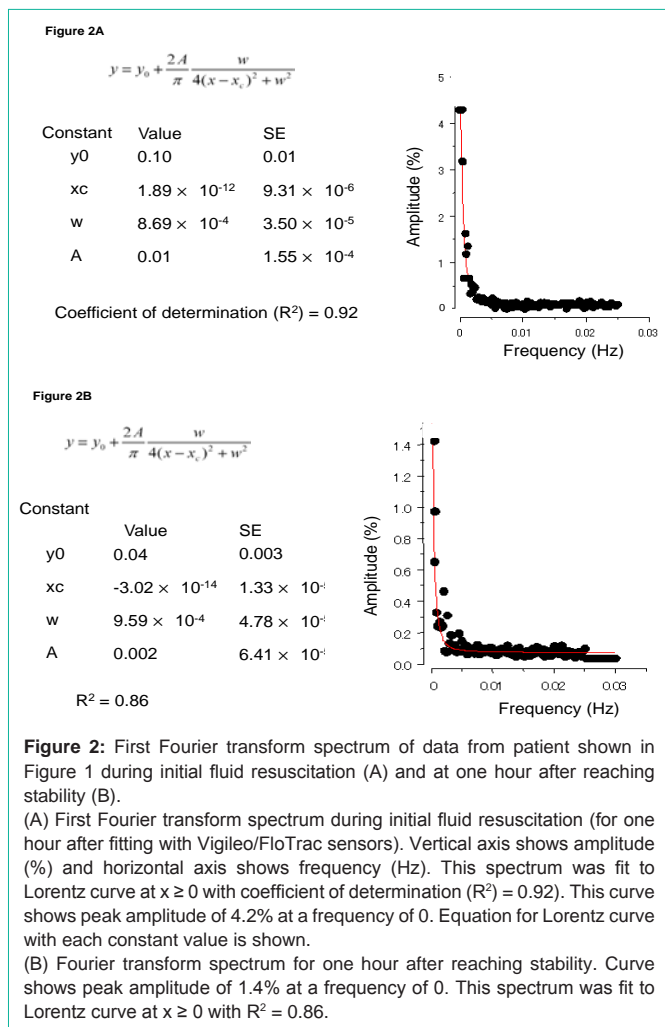 Figure 2A
y = y₀ + 2A/π w/4(x − x꜀)² + w²
Constant Value SE
y0 0.10 0.01
xc 1.89 × 10⁻¹² 9.31 × 10⁻⁶
w 8.69 × 10⁻⁴ 3.50 × 10⁻⁵
A 0.01 1.55 × 10⁻⁴
Coefficient of determination (R²) = 0.92
5
4
3
2
1
0
Amplitude (%)
0 0.01 0.02 0.03
Frequency (Hz)
Figure 2B
y = y₀ + 2A/π w/4(x − x꜀)² + w²
Constant
Value SE
y0 0.04 0.003
xc -3.02 × 10⁻¹⁴ 1.33 × 10
w 9.59 × 10⁻⁴ 4.78 × 10
A 0.002 6.41 × 10
R² = 0.86
1.4
1.2
1.0
0.8
0.6
0.4
0.2
0.0
Amplitude (%)
0 0.01 0.02 0.03
Frequency (Hz)
Figure 2: First Fourier transform spectrum of data from patient shown in
Figure 1 during initial fluid resuscitation (A) and at one hour after reaching
stability (B).
(A) First Fourier transform spectrum during initial fluid resuscitation (for one
hour after fitting with Vigileo/FloTrac sensors). Vertical axis shows amplitude
(%) and horizontal axis shows frequency (Hz). This spectrum was fit to
Lorentz curve at x ≥ 0 with coefficient of determination (R²) = 0.92). This curve
shows peak amplitude of 4.2% at a frequency of 0. Equation for Lorentz curve
with each constant value is shown.
(B) Fourier transform spectrum for one hour after reaching stability. Curve
shows peak amplitude of 1.4% at a frequency of 0. This spectrum was fit to
Lorentz curve at x ≥ 0 with R² = 0.86.